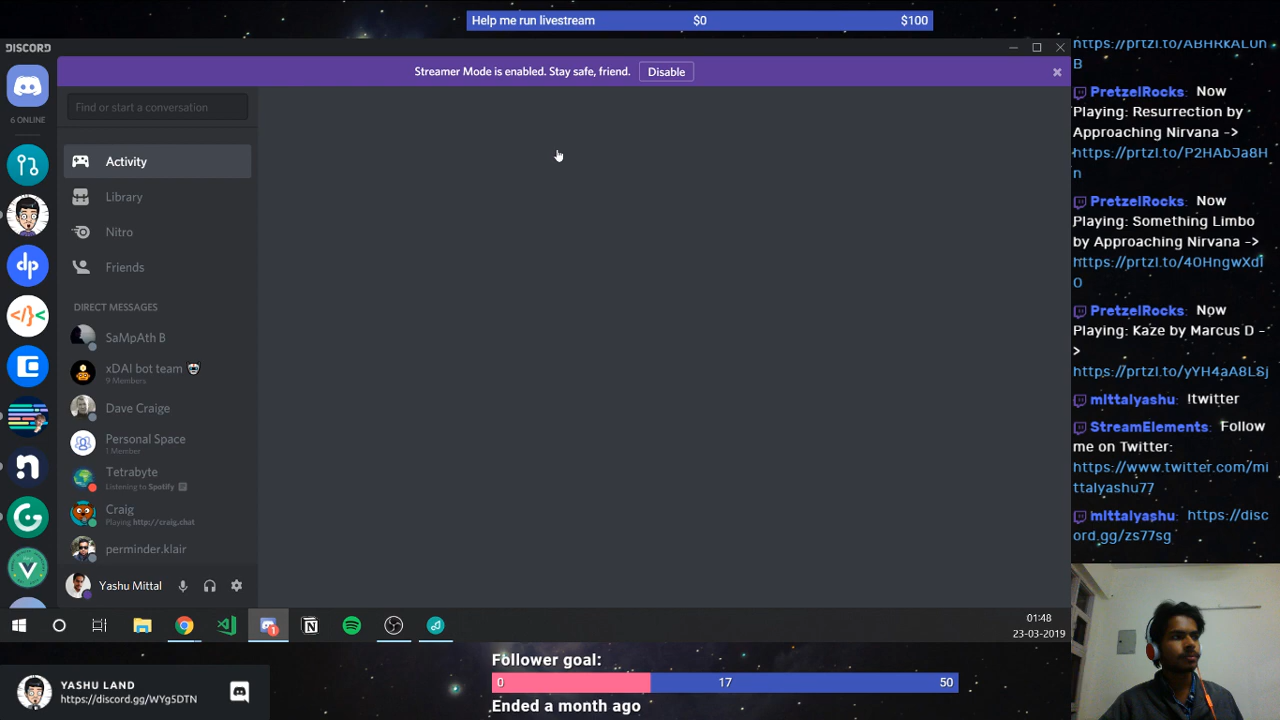 Help me run livestream $0 $100
DISCORD
Streamer Mode is enabled. Stay safe, friend. Disable
6 ONLINE
Find or start a conversation
Activity
Library
Nitro
Friends
DIRECT MESSAGES
SaMpAth B
xDAI bot team
9 Members
Dave Craige
Personal Space
1 Member
Tetrabyte
Listening to Spotify
Craig
Playing http://craig.chat
perminder.klair
Yashu Mittal
dp
1
01:48
23-03-2019
https://prtzl.to/ABHRKALUn
B
PretzelRocks: Now
Playing: Resurrection by
Approaching Nirvana ->
https://prtzl.to/P2HAbJa8H
n
PretzelRocks: Now
Playing: Something Limbo
by Approaching Nirvana ->
https://prtzl.to/40HngwXdl
O
PretzelRocks: Now
Playing: Kaze by Marcus D -
>
https://prtzl.to/yYH4aA8LSj
mittalyashu: !twitter
StreamElements: Follow
me on Twitter:
https://www.twitter.com/mi
ttalyashu77
mittalyashu: https://disc
ord.gg/zs77sg
YASHU LAND
https://discord.gg/WYg5DTN
Follower goal:
0 17 50
Ended a month ago